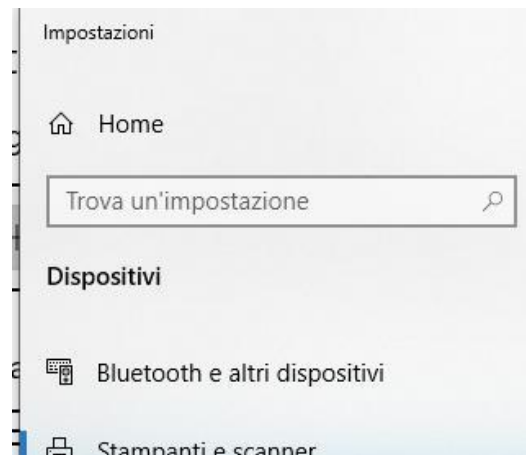 Impostazioni
Home
Trova un'impostazione
Dispositivi
Bluetooth e altri dispositivi
Stampanti e scanner